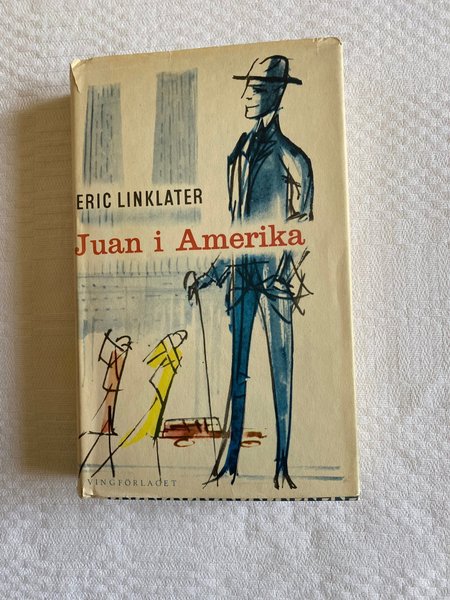 ERIC LINKLATER
Juan i Amerika
VINGFÖRLAGET